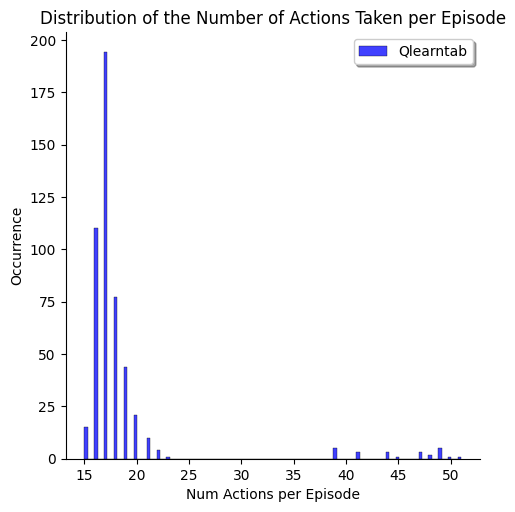 Distribution of the Number of Actions Taken per Episode
Qlearntab
200
175
150
125
100
75
50
25
0
Occurrence
15 20 25 30 35 40 45 50
Num Actions per Episode